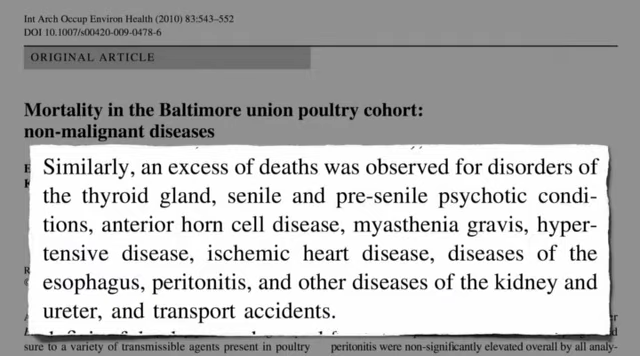 Int Arch Occup Environ Health (2010) 83:543–552
DOI 10.1007/s00420-009-0478-6
ORIGINAL ARTICLE
Mortality in the Baltimore union poultry cohort:
non-malignant diseases
Similarly, an excess of deaths was observed for disorders of
the thyroid gland, senile and pre-senile psychotic condi-
tions, anterior horn cell disease, myasthenia gravis, hyper-
tensive disease, ischemic heart disease, diseases of the
esophagus, peritonitis, and other diseases of the kidney and
ureter, and transport accidents.
sure to a variety of transmissible agents present in poultry
peritonitis were non-significantly elevated overall by all analy-